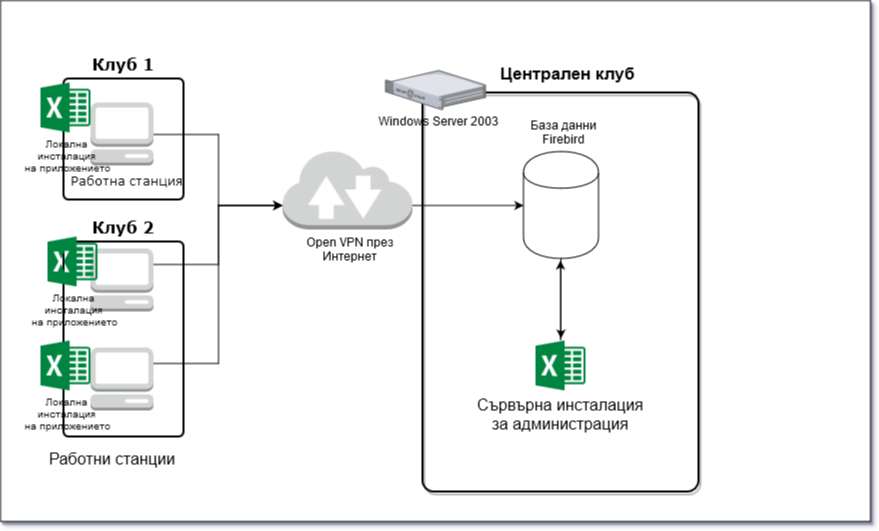 Клуб 1
Локална
инсталация
на приложението
Работна станция
Клуб 2
Локална
инсталация
на приложението
Локална
инсталация
на приложението
Работни станции
Open VPN през
Интернет
Централен клуб
Windows Server 2003
База данни
Firebird
Сървърна инсталация
за администрация